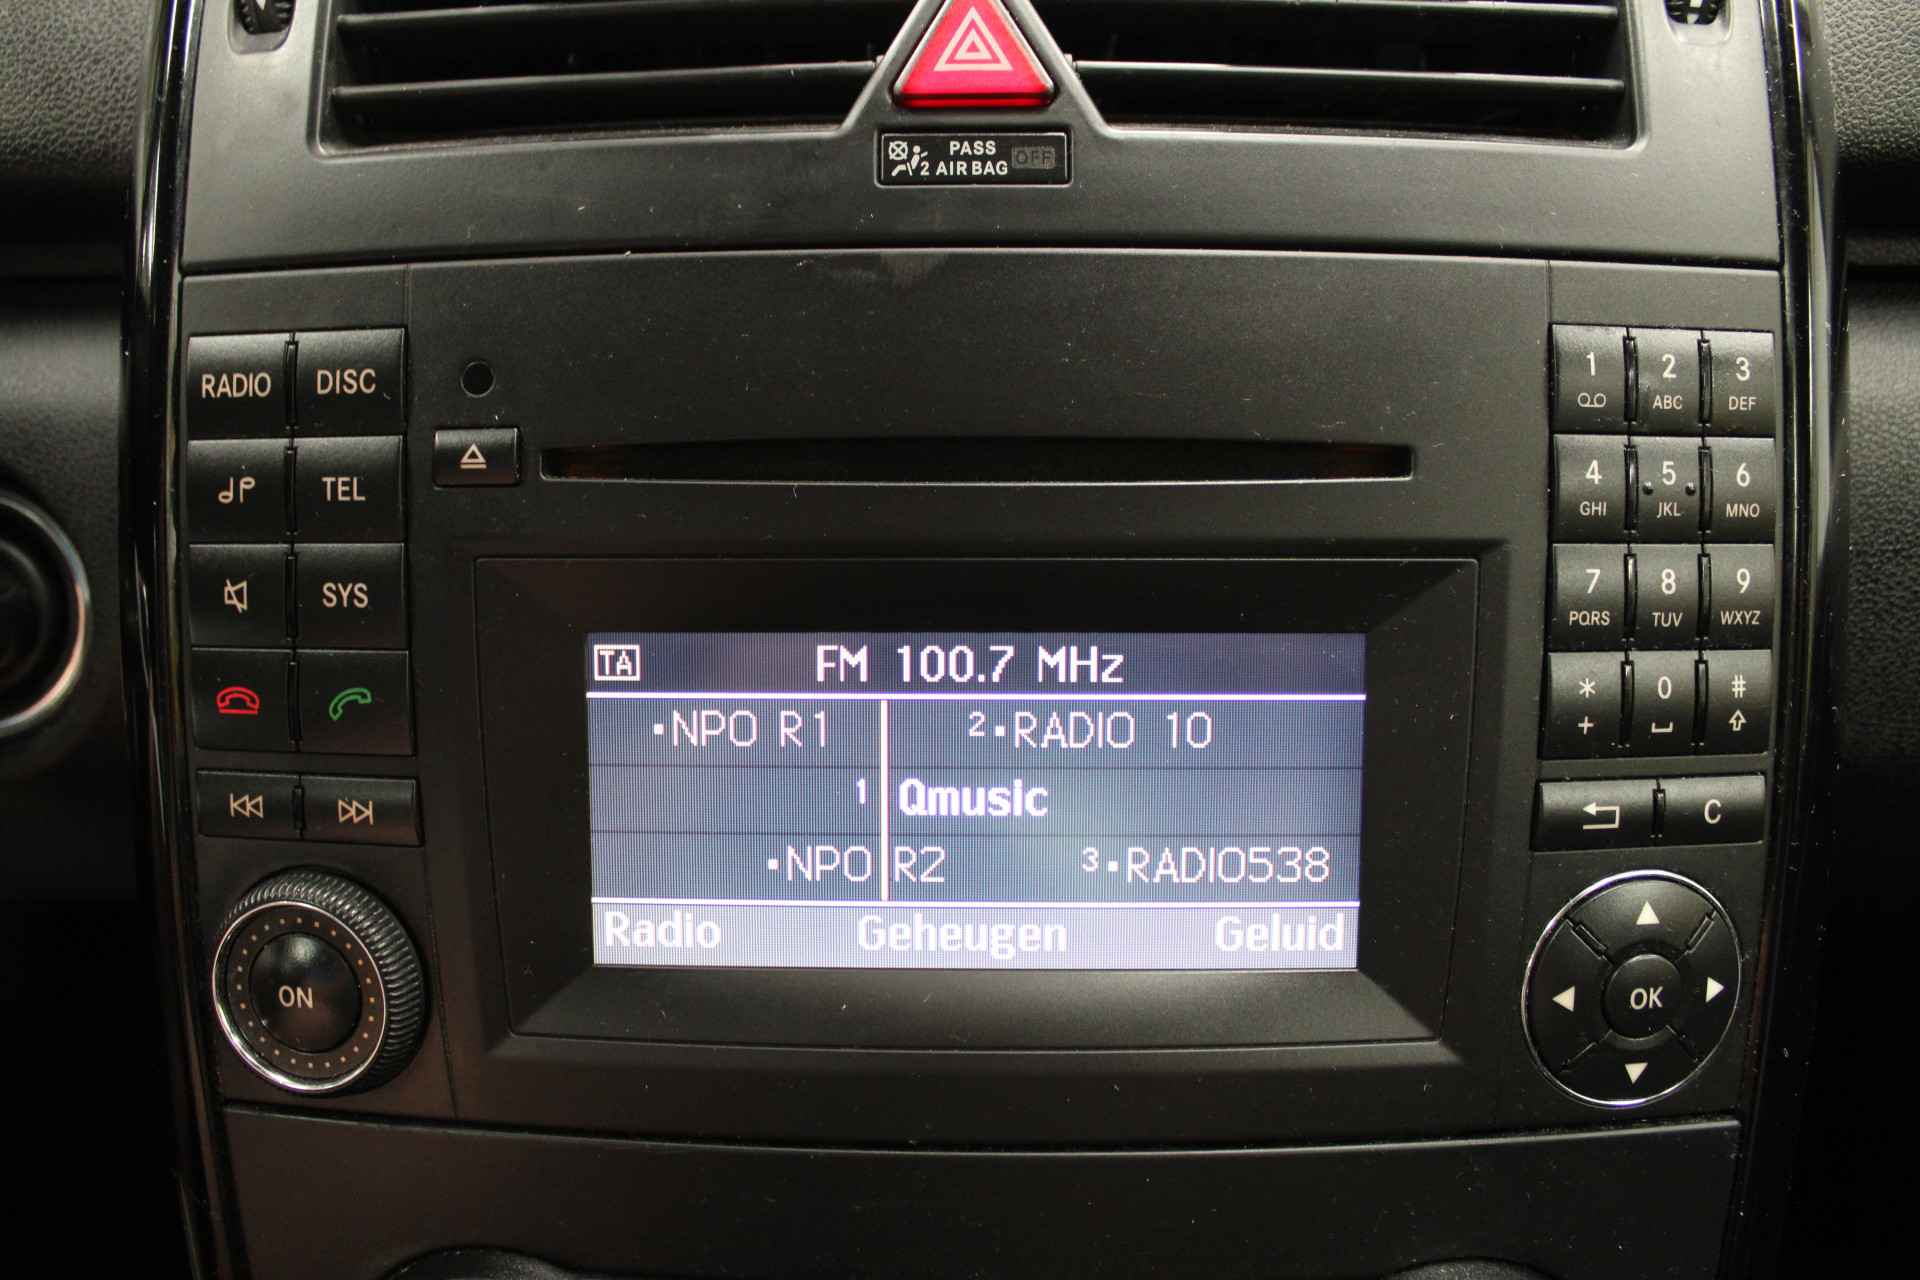 PASS
2 AIRBAG OFF
RADIO DISC
TEL
SYS
ON
TA FM 100.7 MHz
NPO R1 2 RADIO 10
1 Qmusic
NPO R2 3 RADIO538
Radio Geheugen Geluid
1 2 3
ABC DEF
4 5 6
GHI JKL MNO
7 8 9
PQRS TUV WXYZ
* 0 #
+
C
OK